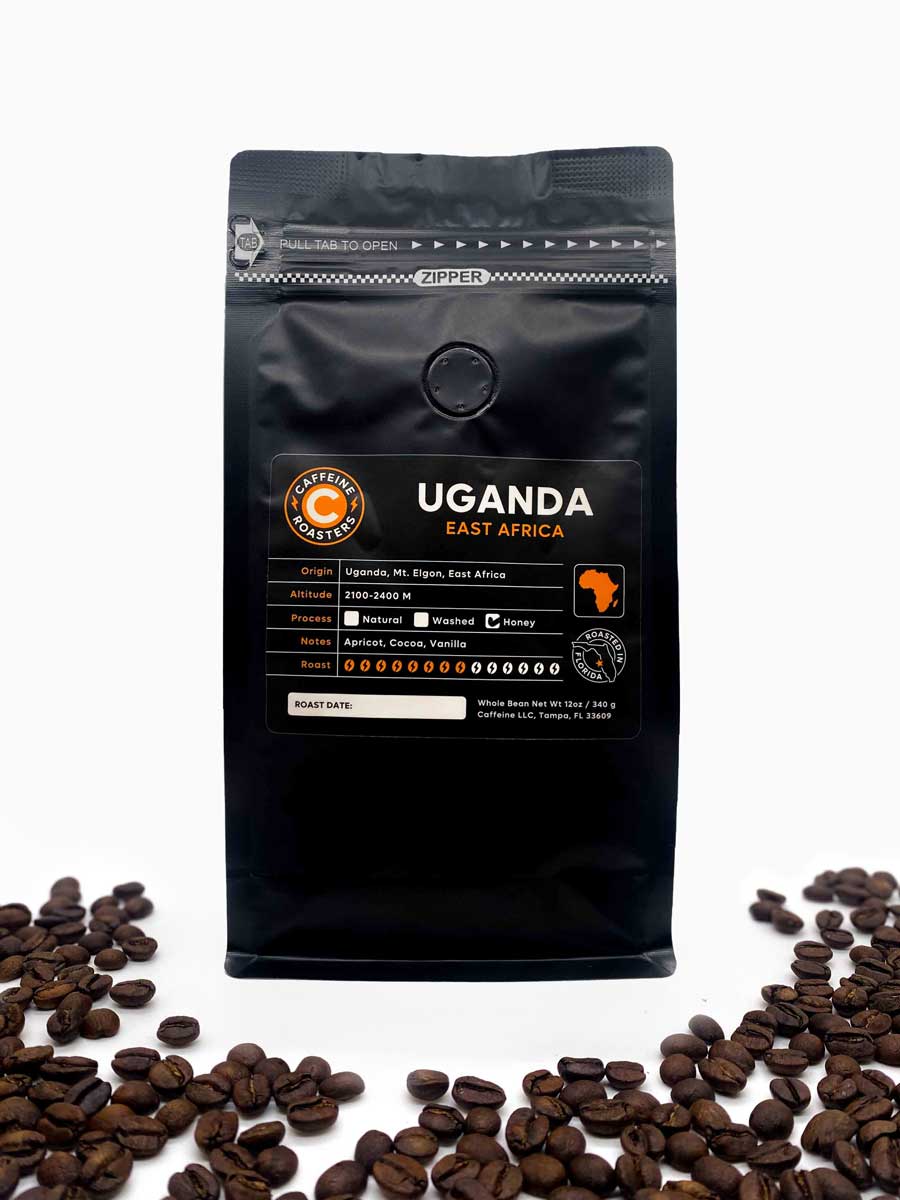 TAB
PULL TAB TO OPEN
ZIPPER
CAFFEINE
C
ROASTERS
UGANDA
EAST AFRICA
Origin Uganda, Mt. Elgon, East Africa
Altitude 2100-2400 M
Process Natural Washed Honey
Notes Apricot, Cocoa, Vanilla
Roast
ROASTED IN
FLORIDA
ROAST DATE:
Whole Bean Net Wt 12oz / 340 g
Caffeine LLC, Tampa, FL 33609